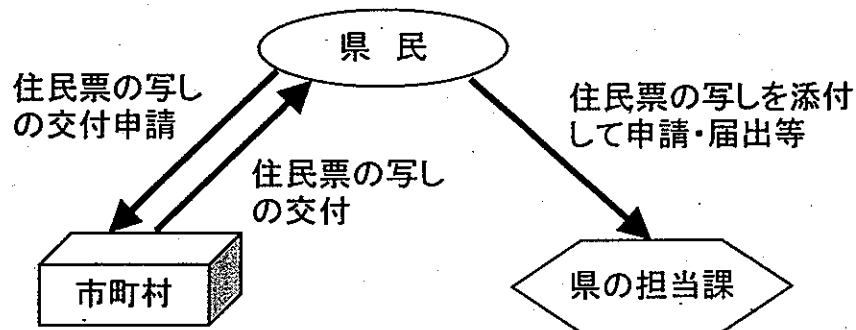 県 民
住民票の写し
の交付申請
住民票の写しを添付
して申請・届出等
住民票の写し
の交付
市町村
県の担当課